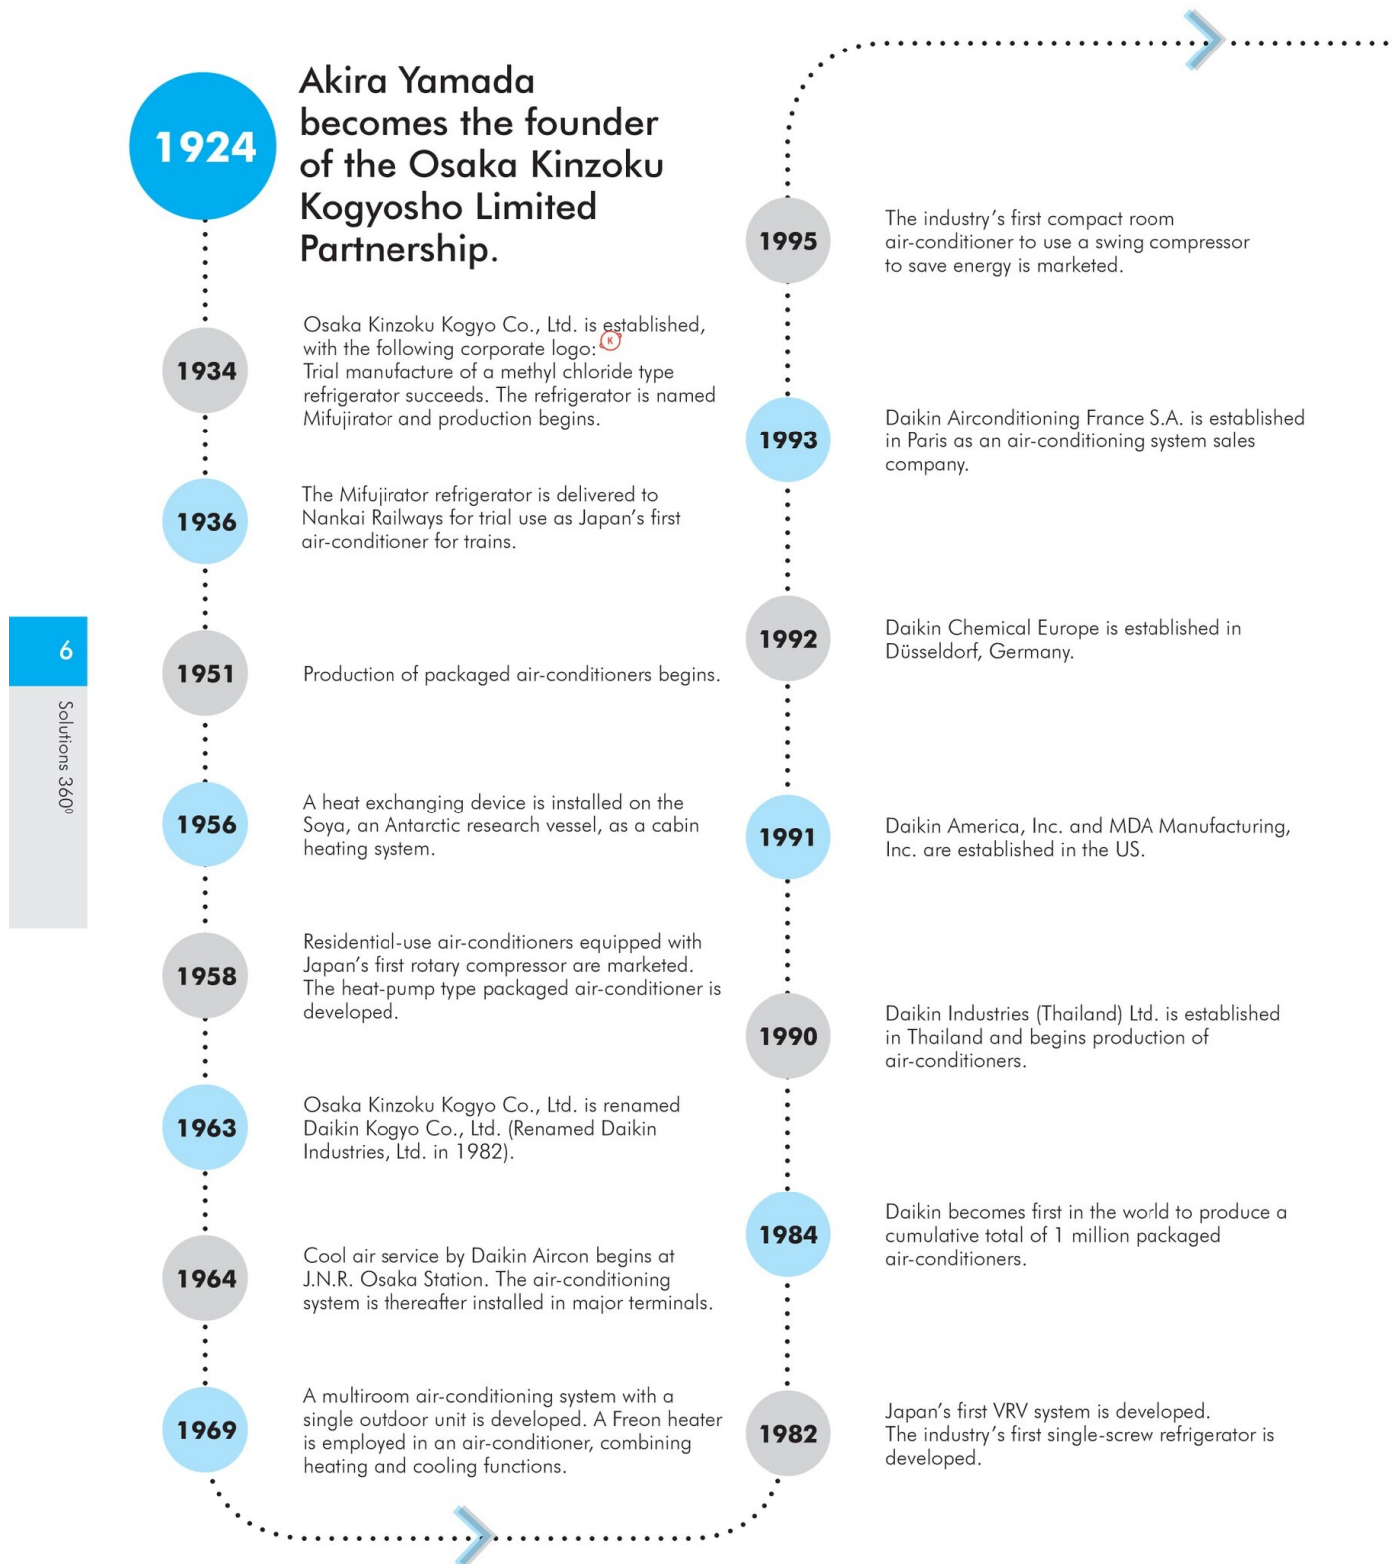 1924
Akira Yamada
becomes the founder
of the Osaka Kinzoku
Kogyosho Limited
Partnership.
1934
Osaka Kinzoku Kogyo Co., Ltd. is established,
with the following corporate logo: K
Trial manufacture of a methyl chloride type
refrigerator succeeds. The refrigerator is named
Mifujirator and production begins.
1936
The Mifujirator refrigerator is delivered to
Nankai Railways for trial use as Japan's first
air-conditioner for trains.
1951
Production of packaged air-conditioners begins.
1956
A heat exchanging device is installed on the
Soya, an Antarctic research vessel, as a cabin
heating system.
1958
Residential-use air-conditioners equipped with
Japan's first rotary compressor are marketed.
The heat-pump type packaged air-conditioner is
developed.
1963
Osaka Kinzoku Kogyo Co., Ltd. is renamed
Daikin Kogyo Co., Ltd. (Renamed Daikin
Industries, Ltd. in 1982).
1964
Cool air service by Daikin Aircon begins at
J.N.R. Osaka Station. The air-conditioning
system is thereafter installed in major terminals.
1969
A multiroom air-conditioning system with a
single outdoor unit is developed. A Freon heater
is employed in an air-conditioner, combining
heating and cooling functions.
1982
Japan's first VRV system is developed.
The industry's first single-screw refrigerator is
developed.
1984
Daikin becomes first in the world to produce a
cumulative total of 1 million packaged
air-conditioners.
1990
Daikin Industries (Thailand) Ltd. is established
in Thailand and begins production of
air-conditioners.
1991
Daikin America, Inc. and MDA Manufacturing,
Inc. are established in the US.
1992
Daikin Chemical Europe is established in
Düsseldorf, Germany.
1993
Daikin Airconditioning France S.A. is established
in Paris as an air-conditioning system sales
company.
1995
The industry's first compact room
air-conditioner to use a swing compressor
to save energy is marketed.
6
Solutions 360⁰